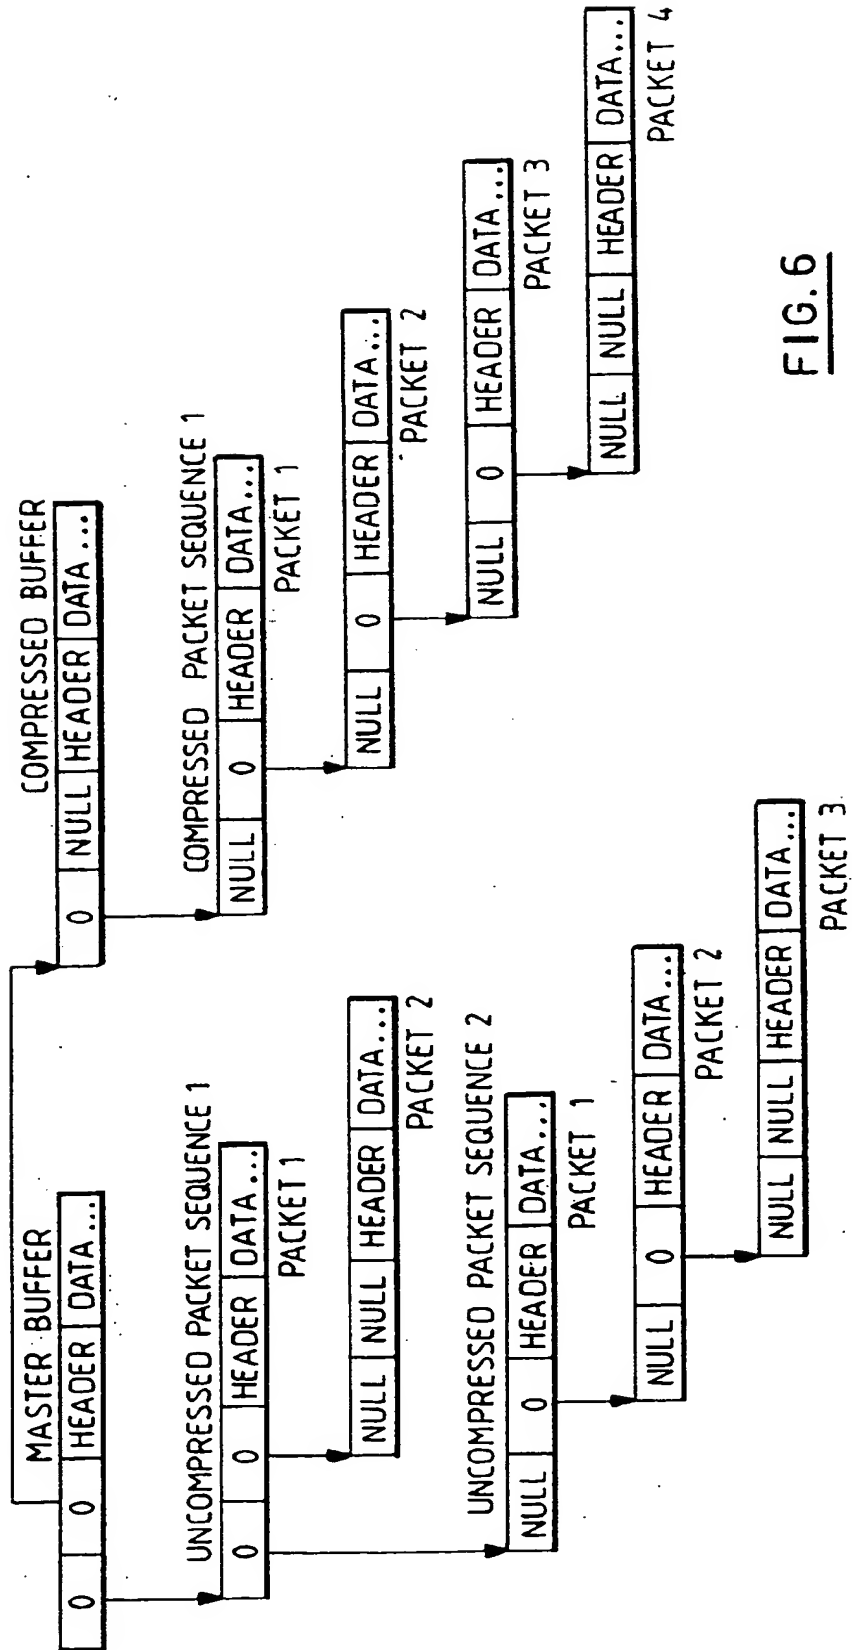 MASTER BUFFER
0 0 HEADER DATA...
UNCOMPRESSED PACKET SEQUENCE 1
0 0 HEADER DATA...
PACKET 1
NULL NULL HEADER DATA...
PACKET 2
UNCOMPRESSED PACKET SEQUENCE 2
NULL 0 HEADER DATA...
PACKET 1
NULL 0 HEADER DATA...
PACKET 2
NULL NULL HEADER DATA...
PACKET 3
COMPRESSED BUFFER
0 NULL HEADER DATA...
COMPRESSED PACKET SEQUENCE 1
NULL 0 HEADER DATA...
PACKET 1
NULL 0 HEADER DATA...
PACKET 2
NULL 0 HEADER DATA...
PACKET 3
NULL NULL HEADER DATA...
PACKET 4
FIG. 6